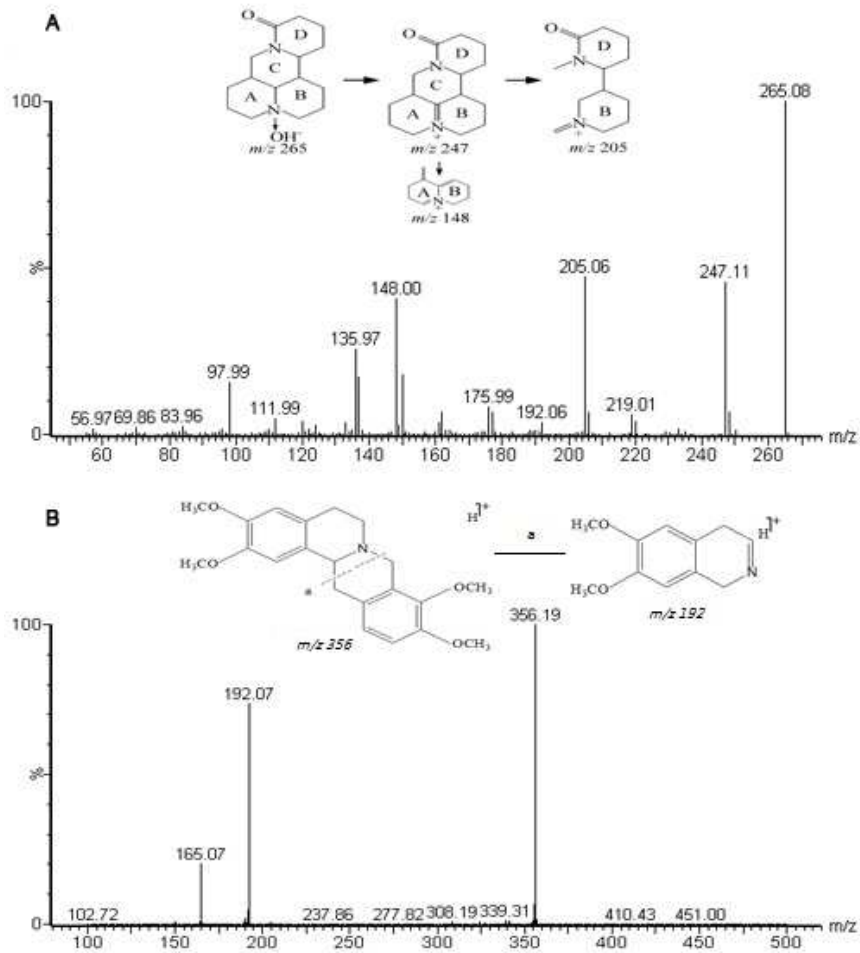 A
O
D
N
C
A
B
N
OH⁻
m/z 265
O
D
N
C
A
B
N
+
m/z 247
O
D
N
B
N
+
m/z 205
A
B
N
+
m/z 148
100
%
0
265.08
247.11
205.06
148.00
135.97
97.99
56.97
69.86
83.96
111.99
175.99
192.06
219.01
60
80
100
120
140
160
180
200
220
240
260
m/z
B
H₃CO
H₃CO
N
OCH₃
OCH₃
a
m/z 356
H]⁺
a
H₃CO
H₃CO
N
H]⁺
m/z 192
100
%
0
356.19
192.07
165.07
102.72
237.86
277.82
308.19
339.31
410.43
451.00
100
150
200
250
300
350
400
450
500
m/z